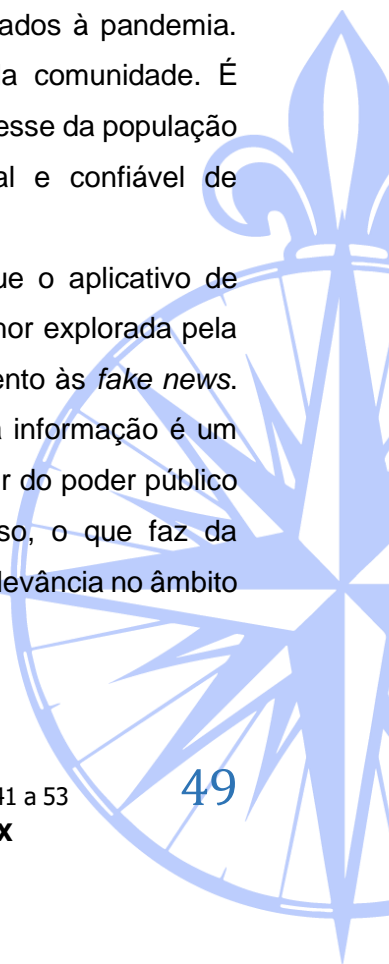 ados à pandemia.
a comunidade. É
esse da população
al e confiável de
ue o aplicativo de
nor explorada pela
ento às fake news.
a informação é um
r do poder público
so, o que faz da
levância no âmbito
41 a 53
49
x